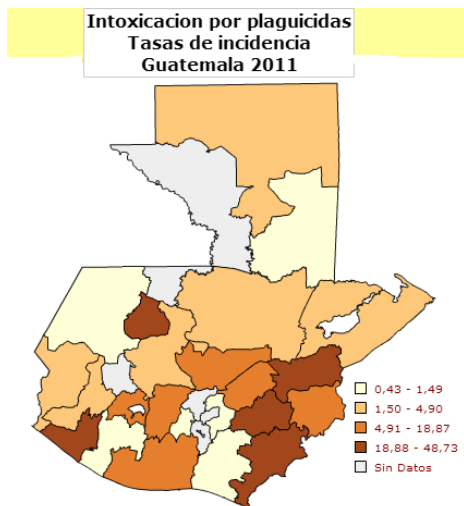 Intoxicacion por plaguicidas
Tasas de incidencia
Guatemala 2011
0,43 - 1,49
1,50 - 4,90
4,91 - 18,87
18,88 - 48,73
Sin Datos